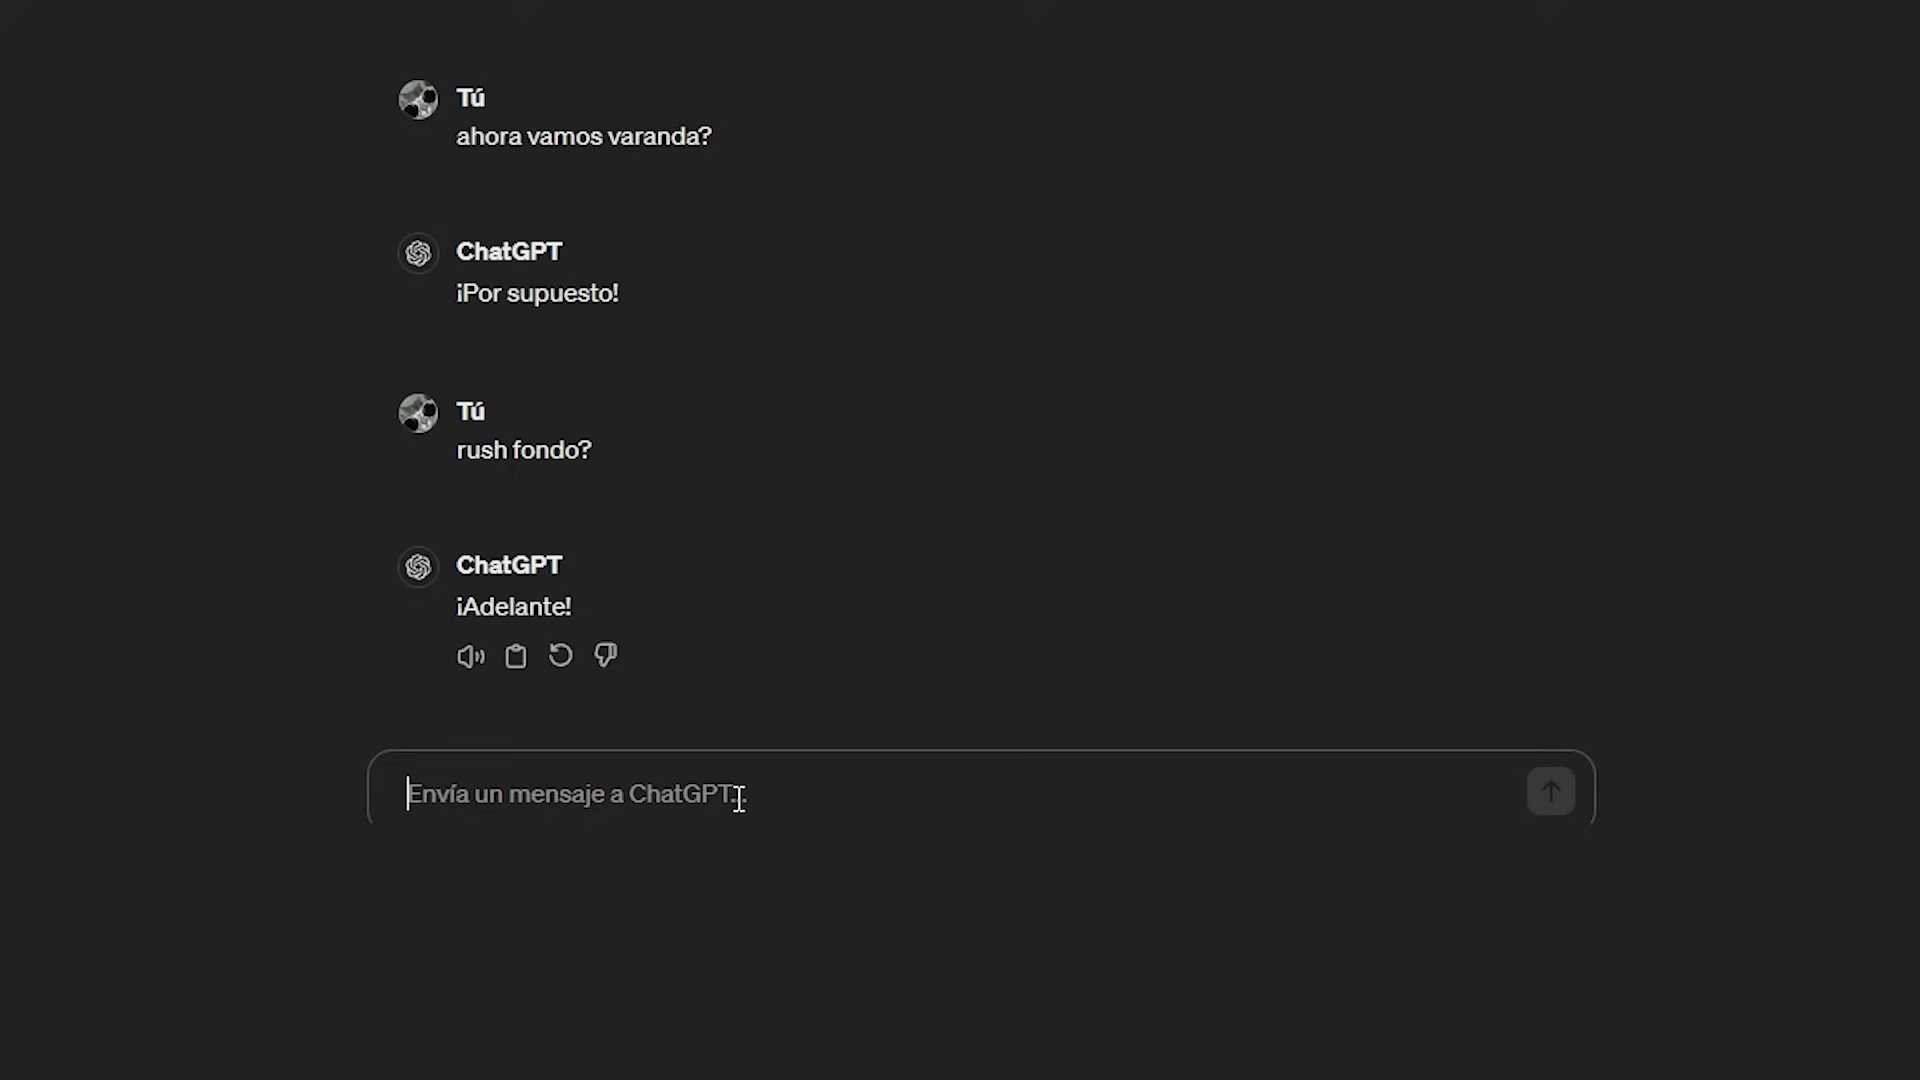 Tú
ahora vamos varanda?
ChatGPT
¡Por supuesto!
Tú
rush fondo?
ChatGPT
¡Adelante!
Envía un mensaje a ChatGPT...